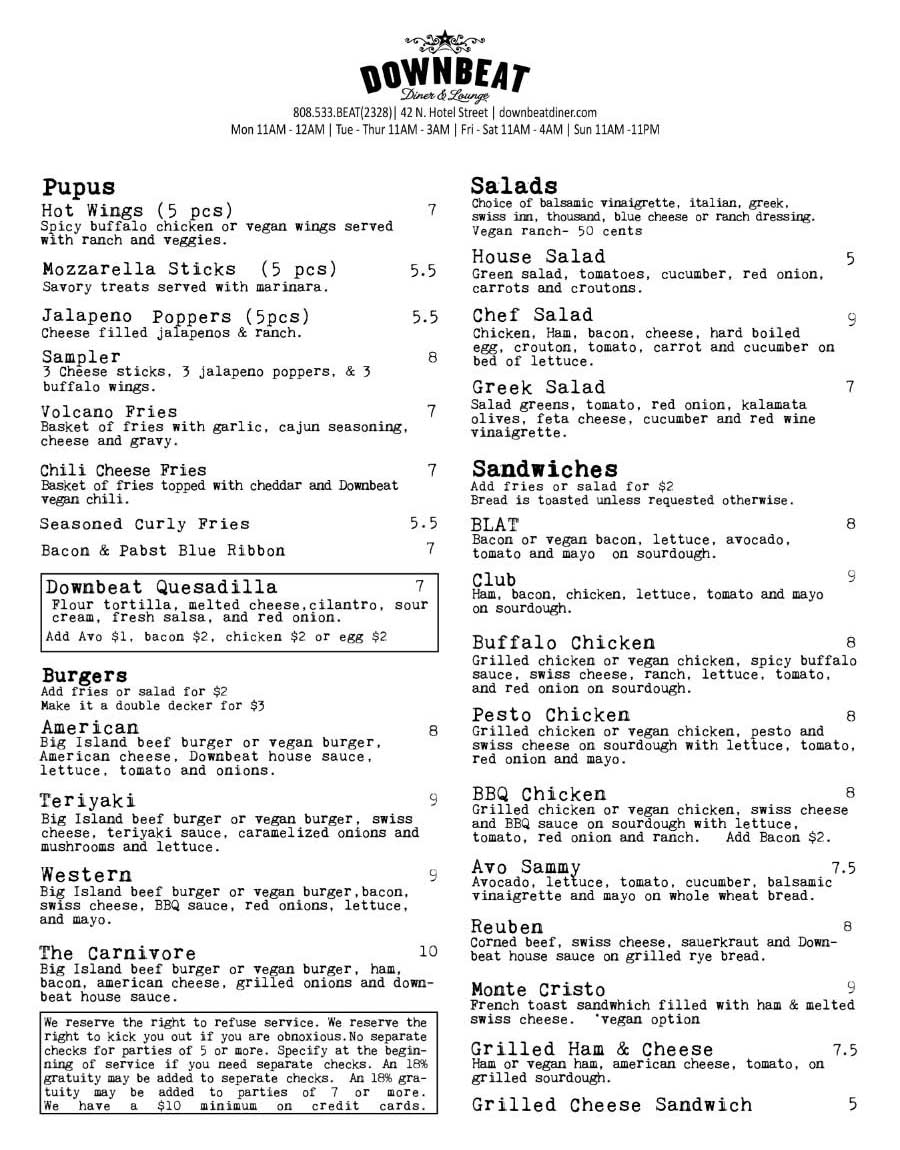 DOWNBEAT
Diner & Lounge
808.533.BEAT(2328)| 42 N. Hotel Street | downbeatdiner.com
Mon 11AM - 12AM | Tue - Thur 11AM - 3AM | Fri - Sat 11AM - 4AM | Sun 11AM -11PM
Pupus
Hot Wings (5 pcs) 7
Spicy buffalo chicken or vegan wings served
with ranch and veggies.
Mozzarella Sticks (5 pcs) 5.5
Savory treats served with marinara.
Jalapeno Poppers (5pcs) 5.5
Cheese filled jalapenos & ranch.
Sampler 8
3 Cheese sticks, 3 jalapeno poppers, & 3
buffalo wings.
Volcano Fries 7
Basket of fries with garlic, cajun seasoning,
cheese and gravy.
Chili Cheese Fries 7
Basket of fries topped with cheddar and Downbeat
vegan chili.
Seasoned Curly Fries 5.5
Bacon & Pabst Blue Ribbon 7
Downbeat Quesadilla 7
Flour tortilla, melted cheese,cilantro, sour
cream, fresh salsa, and red onion.
Add Avo $1, bacon $2, chicken $2 or egg $2
Burgers
Add fries or salad for $2
Make it a double decker for $3
American 8
Big Island beef burger or vegan burger,
American cheese, Downbeat house sauce,
lettuce, tomato and onions.
Teriyaki 9
Big Island beef burger or vegan burger, swiss
cheese, teriyaki sauce, caramelized onions and
mushrooms and lettuce.
Western 9
Big Island beef burger or vegan burger,bacon,
swiss cheese, BBQ sauce, red onions, lettuce,
and mayo.
The Carnivore 10
Big Island beef burger or vegan burger, ham,
bacon, american cheese, grilled onions and down-
beat house sauce.
We reserve the right to refuse service. We reserve the
right to kick you out if you are obnoxious.No separate
checks for parties of 5 or more. Specify at the begin-
ning of service if you need separate checks. An 18%
gratuity may be added to seperate checks. An 18% gra-
tuity may be added to parties of 7 or more.
We have a $10 minimum on credit cards.
Salads
Choice of balsamic vinaigrette, italian, greek,
swiss inn, thousand, blue cheese or ranch dressing.
Vegan ranch- 50 cents
House Salad 5
Green salad, tomatoes, cucumber, red onion,
carrots and croutons.
Chef Salad 9
Chicken, Ham, bacon, cheese, hard boiled
egg, crouton, tomato, carrot and cucumber on
bed of lettuce.
Greek Salad 7
Salad greens, tomato, red onion, kalamata
olives, feta cheese, cucumber and red wine
vinaigrette.
Sandwiches
Add fries or salad for $2
Bread is toasted unless requested otherwise.
BLAT 8
Bacon or vegan bacon, lettuce, avocado,
tomato and mayo on sourdough.
Club 9
Ham, bacon, chicken, lettuce, tomato and mayo
on sourdough.
Buffalo Chicken 8
Grilled chicken or vegan chicken, spicy buffalo
sauce, swiss cheese, ranch, lettuce, tomato,
and red onion on sourdough.
Pesto Chicken 8
Grilled chicken or vegan chicken, pesto and
swiss cheese on sourdough with lettuce, tomato,
red onion and mayo.
BBQ Chicken 8
Grilled chicken or vegan chicken, swiss cheese
and BBQ sauce on sourdough with lettuce,
tomato, red onion and ranch. Add Bacon $2.
Avo Sammy 7.5
Avocado, lettuce, tomato, cucumber, balsamic
vinaigrette and mayo on whole wheat bread.
Reuben 8
Corned beef, swiss cheese, sauerkraut and Down-
beat house sauce on grilled rye bread.
Monte Cristo 9
French toast sandwhich filled with ham & melted
swiss cheese. *vegan option
Grilled Ham & Cheese 7.5
Ham or vegan ham, american cheese, tomato, on
grilled sourdough.
Grilled Cheese Sandwich 5